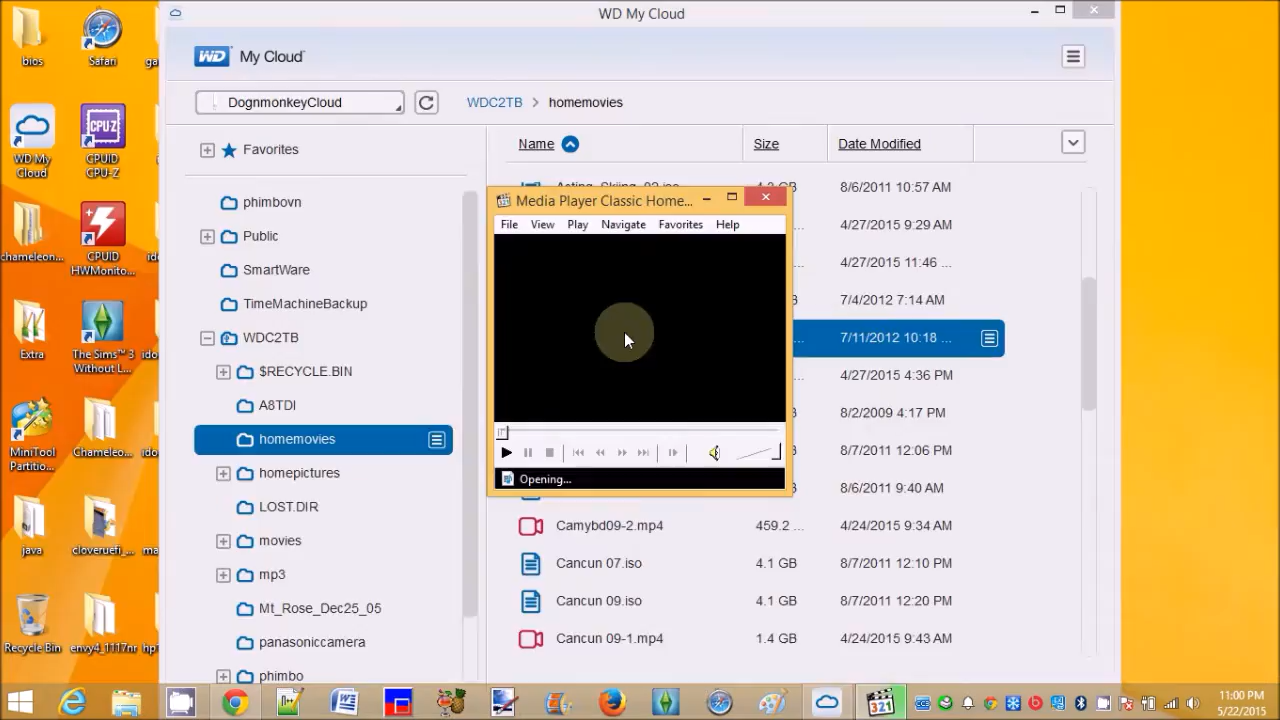 WD My Cloud
bios
Safari
ga
WD My Cloud
DognmonkeyCloud
WDC2TB > homemovies
WD My Cloud
CPU-Z
CPUID CPU-Z
Favorites
Name
Size
Date Modified
phimbovn
8/6/2011 10:57 AM
Media Player Classic Home...
Public
File View Play Navigate Favorites Help
4/27/2015 9:29 AM
chameleon...
CPUID HWMonito...
SmartWare
4/27/2015 11:46 ...
TimeMachineBackup
7/4/2012 7:14 AM
WDC2TB
7/11/2012 10:18 ...
Extra
The Sims™ 3 Without L...
$RECYCLE.BIN
4/27/2015 4:36 PM
A8TDI
8/2/2009 4:17 PM
homemovies
8/7/2011 12:06 PM
MiniTool Partitio...
Chameleo...
homepictures
Opening...
8/6/2011 9:40 AM
LOST.DIR
Camybd09-2.mp4 459.2 ... 4/24/2015 9:34 AM
java
cloveruefi_...
ma
movies
Cancun 07.iso 4.1 GB 8/7/2011 12:10 PM
mp3
Cancun 09.iso 4.1 GB 8/7/2011 12:20 PM
Mt_Rose_Dec25_05
Recycle Bin
envy4_1117nr
hp
panasoniccamera
Cancun 09-1.mp4 1.4 GB 4/24/2015 9:43 AM
phimbo
321
11:00 PM
5/22/2015